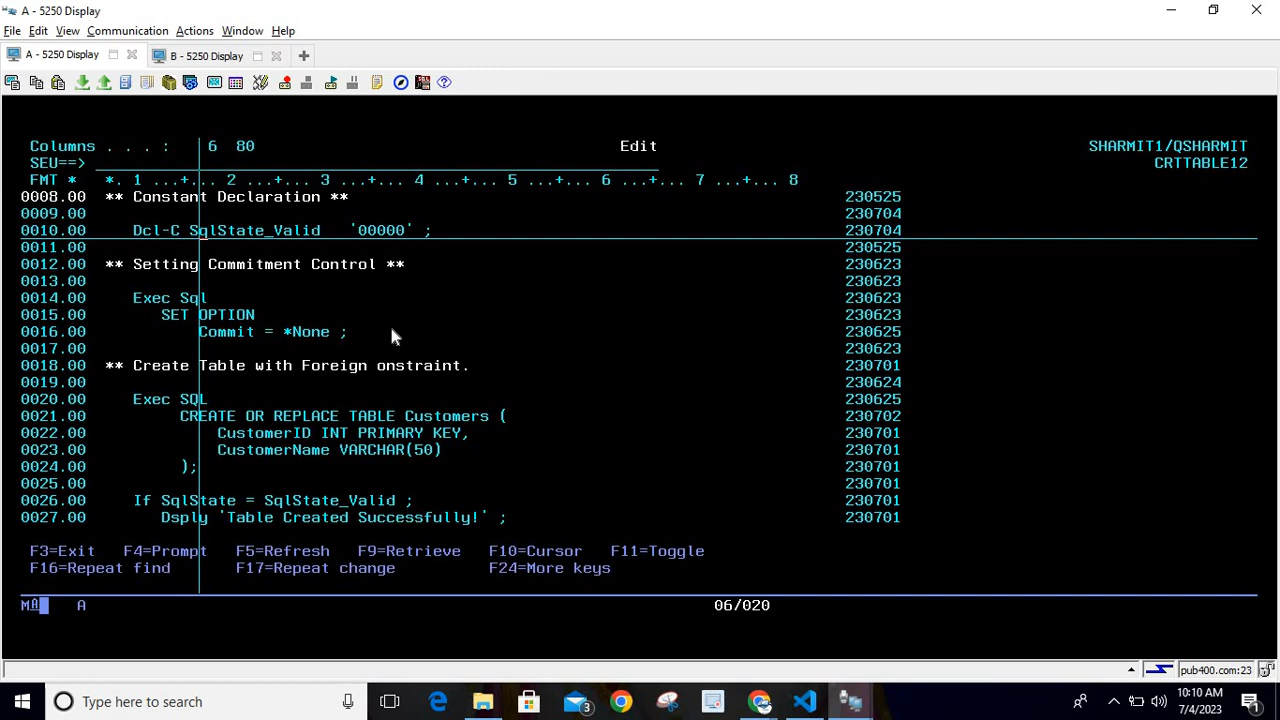 A - 5250 Display
File Edit View Communication Actions Window Help
A - 5250 Display B - 5250 Display
Columns . . . : 6 80 Edit SHARMIT1/QSHARMIT
SEU==> CRTTABLE12
FMT * *. 1 ...+... 2 ...+... 3 ...+... 4 ...+... 5 ...+... 6 ...+... 7 ...+... 8
0008.00 ** Constant Declaration ** 230525
0009.00 230704
0010.00 Dcl-C SqlState_Valid '00000' ; 230704
0011.00 230525
0012.00 ** Setting Commitment Control ** 230623
0013.00 230623
0014.00 Exec Sql 230623
0015.00 SET OPTION 230623
0016.00 Commit = *None ; 230625
0017.00 230623
0018.00 ** Create Table with Foreign onstraint. 230701
0019.00 230624
0020.00 Exec SQL 230625
0021.00 CREATE OR REPLACE TABLE Customers ( 230702
0022.00 CustomerID INT PRIMARY KEY, 230701
0023.00 CustomerName VARCHAR(50) 230701
0024.00 ); 230701
0025.00 230701
0026.00 If SqlState = SqlState_Valid ; 230701
0027.00 Dsply 'Table Created Successfully!' ; 230701
F3=Exit F4=Prompt F5=Refresh F9=Retrieve F10=Cursor F11=Toggle
F16=Repeat find F17=Repeat change F24=More keys
MA A 06/020
pub400.com:23
Type here to search 3 10:10 AM
7/4/2023 1